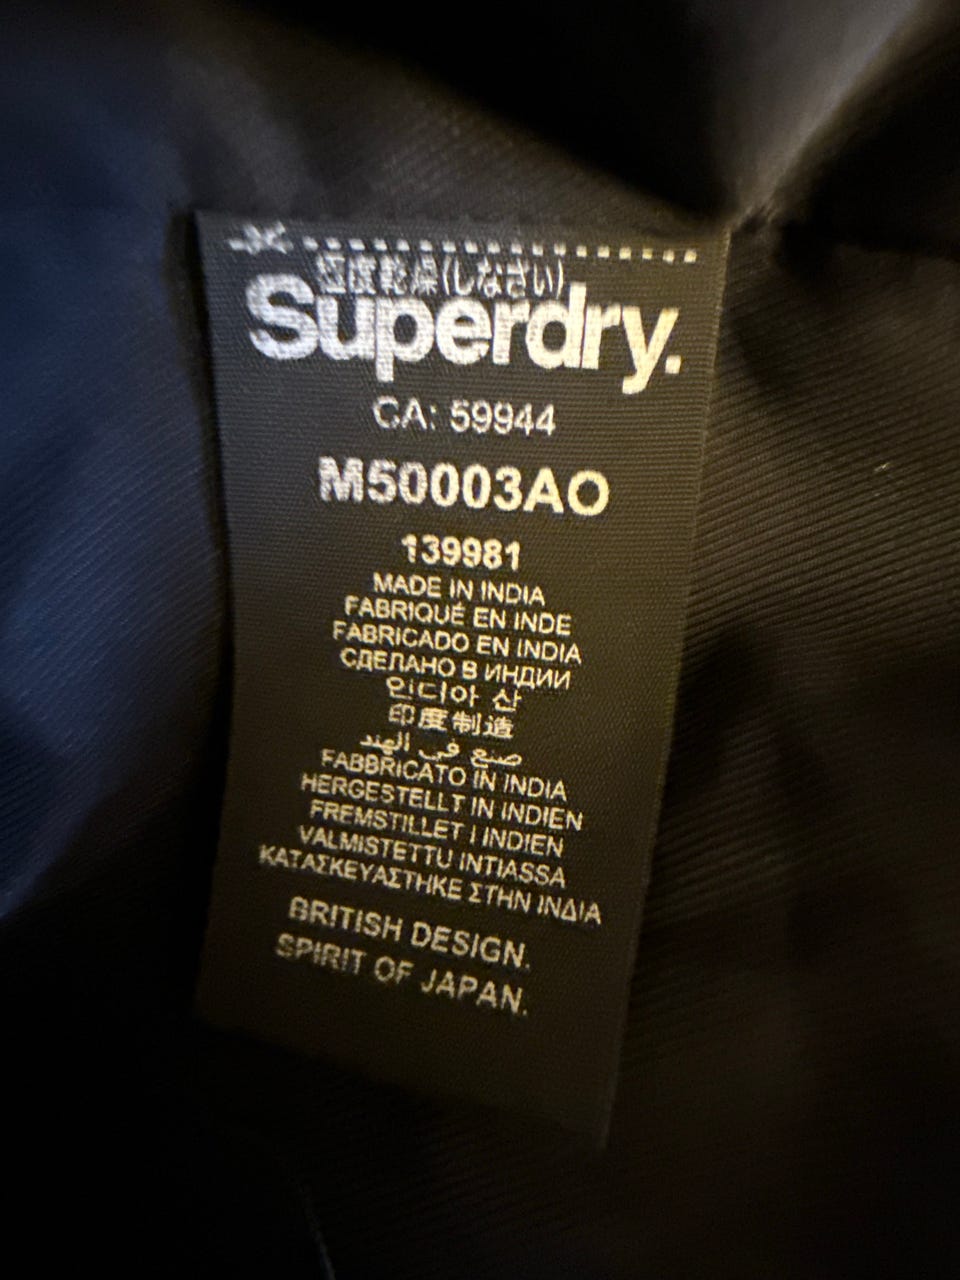 極度乾燥(しなさい)
Superdry.
CA: 59944
M50003AO
139981
MADE IN INDIA
FABRIQUÉ EN INDE
FABRICADO EN INDIA
СДЕЛАНО В ИНДИИ
인디아 산
印度制造
صنع في الهند
FABBRICATO IN INDIA
HERGESTELLT IN INDIEN
FREMSTILLET I INDIEN
VALMISTETTU INTIASSA
ΚΑΤΑΣΚΕΥΑΣΤΗΚΕ ΣΤΗΝ ΙΝΔΙΑ
BRITISH DESIGN.
SPIRIT OF JAPAN.